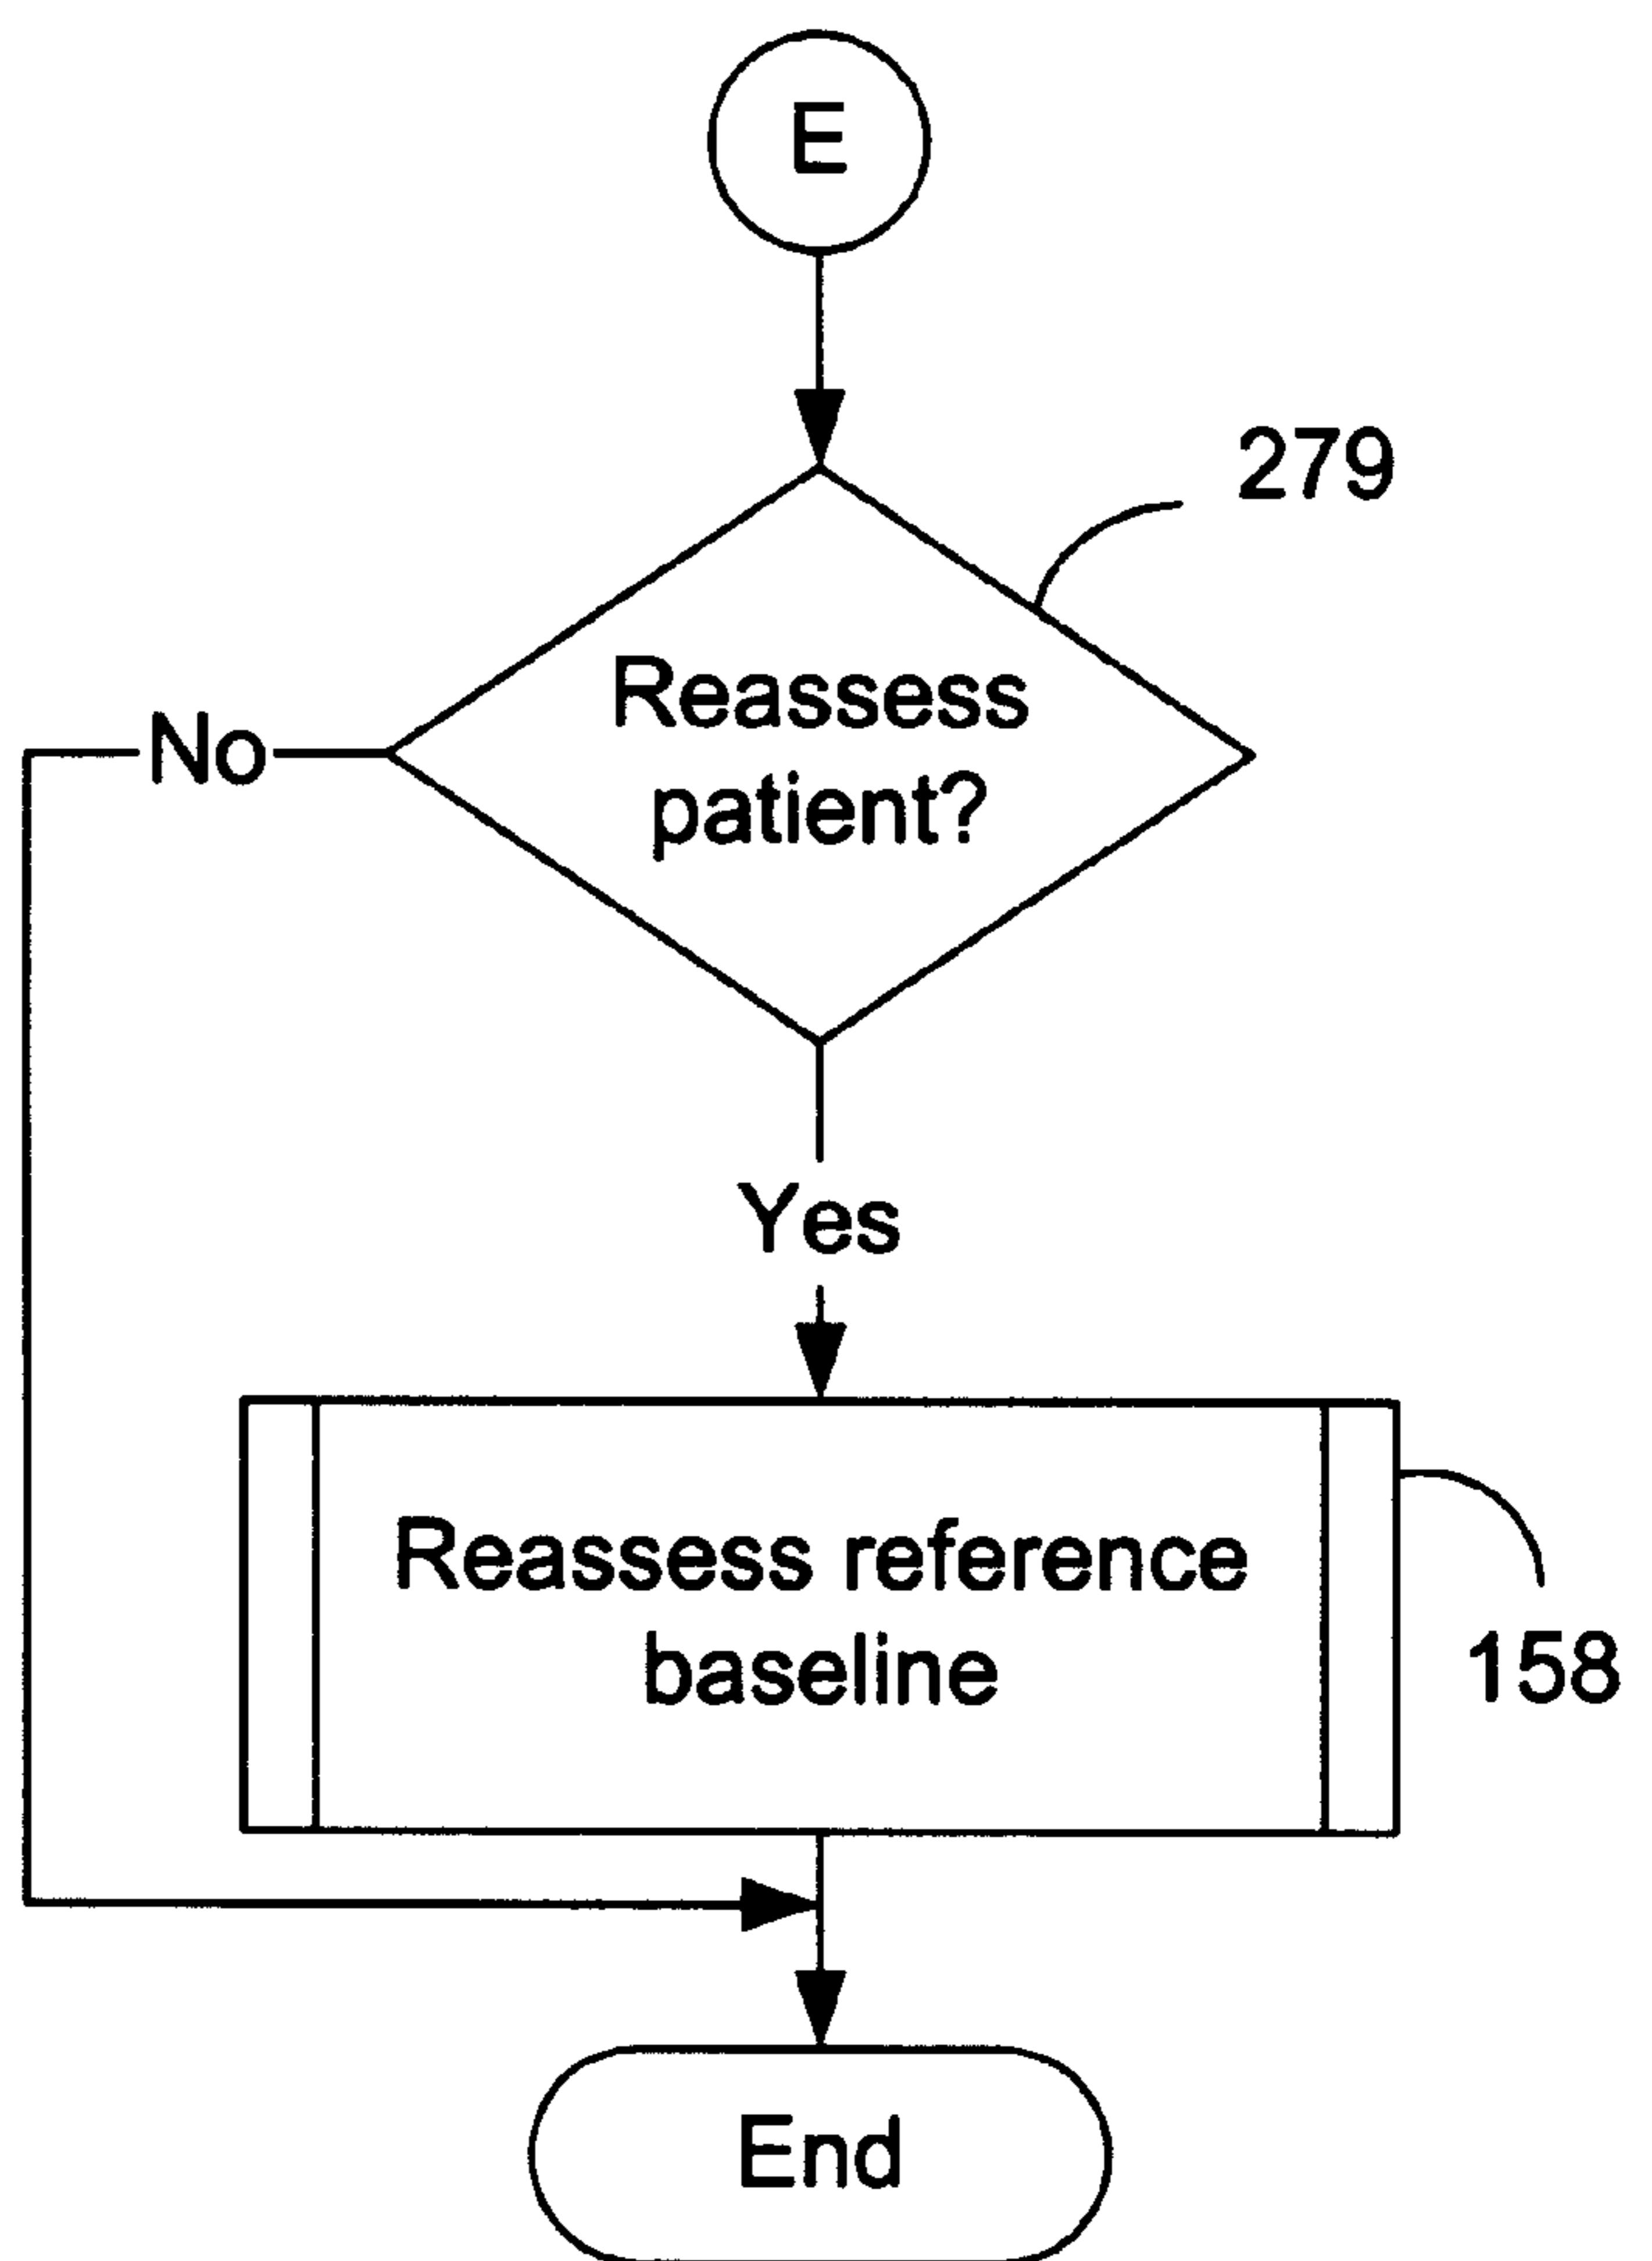 E
279
Reassess
patient?
No
Yes
Reassess reference
baseline
158
End